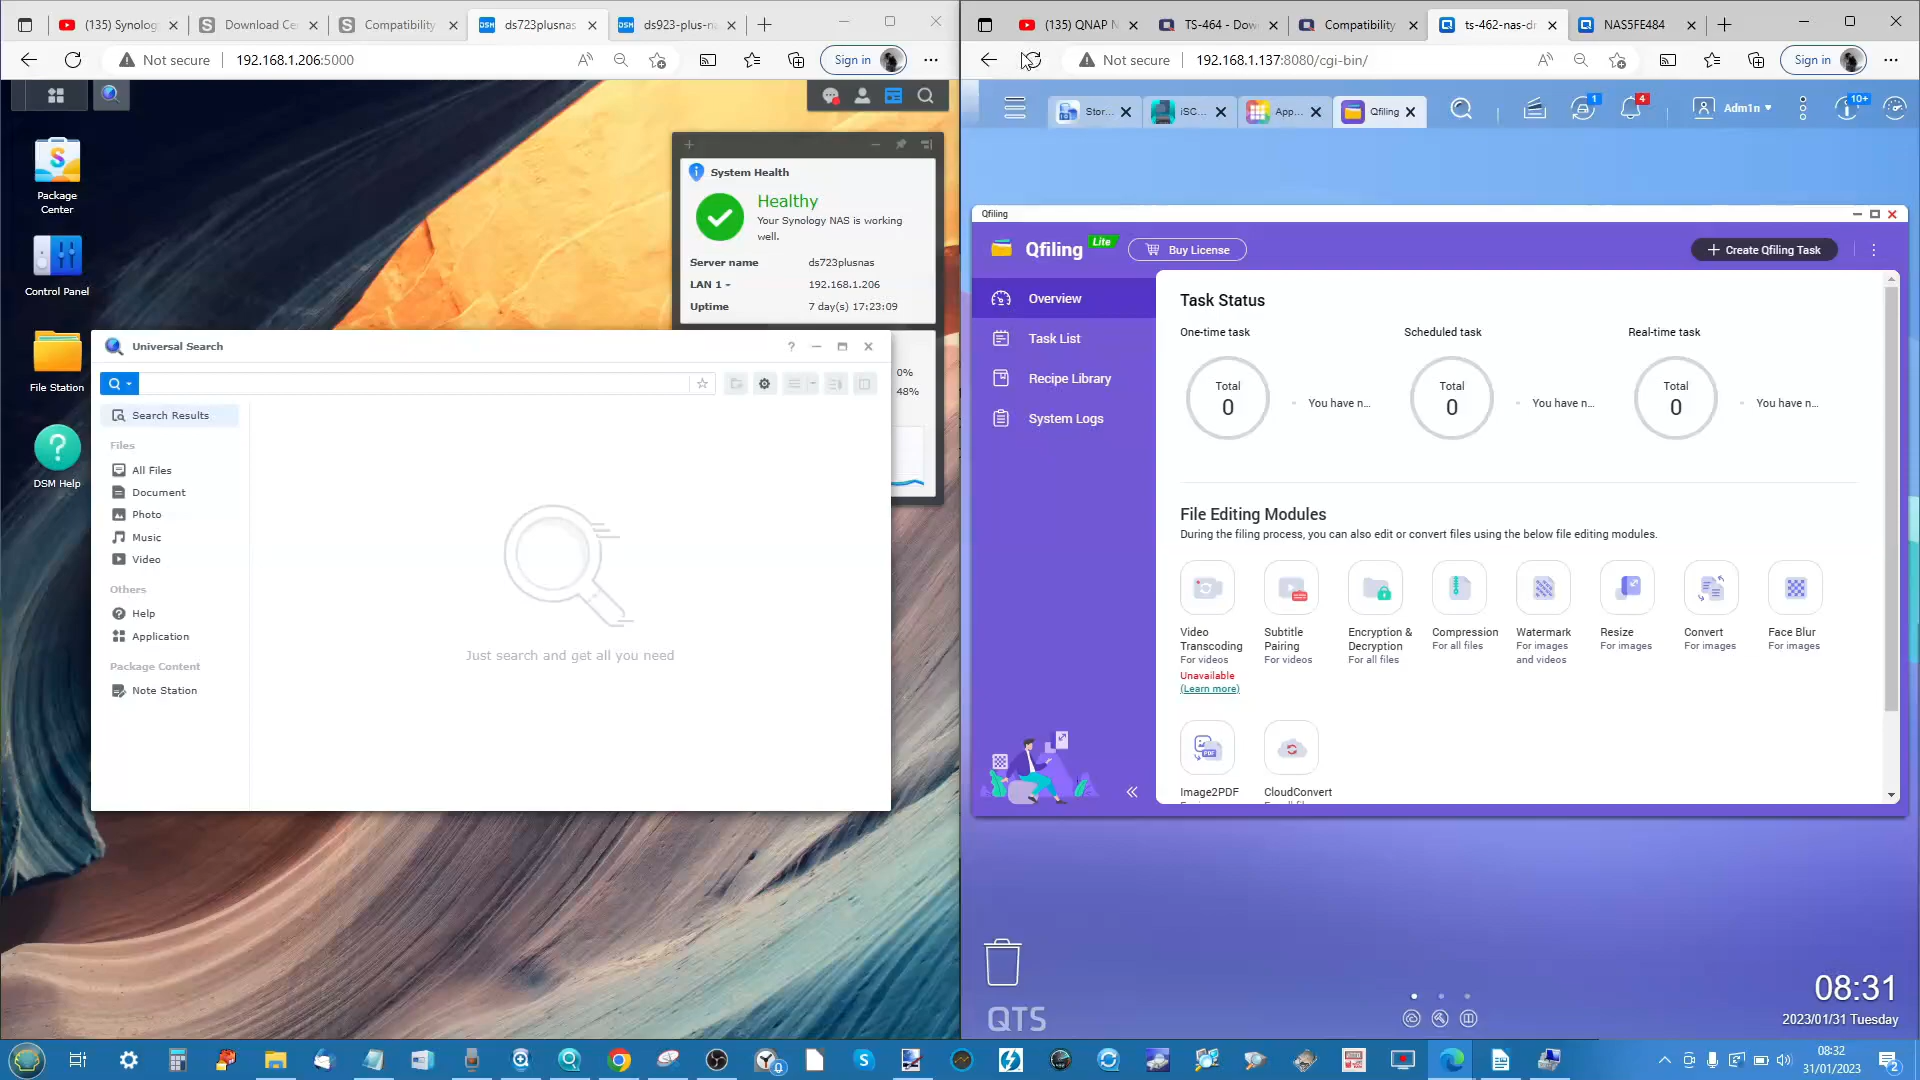 (135) Synology
Download Ce
Compatibility
ds723plusnas
ds923-plus-n
(135) QNAP N
TS-464 - Dow
Compatibility
ts-462-nas-dr
NAS5FE484
Not secure
192.168.1.206:5000
Sign in
Not secure
192.168.1.137:8080/cgi-bin/
Sign in
Stor...
iSC...
App...
Qfiling
1
4
Adm1n
10+
Package
Center
Control Panel
File Station
DSM Help
System Health
Healthy
Your Synology NAS is working
well.
Server name
ds723plusnas
LAN 1
192.168.1.206
Uptime
7 day(s) 17:23:09
0%
48%
Universal Search
Search Results
Files
All Files
Document
Photo
Music
Video
Others
Help
Application
Package Content
Note Station
Just search and get all you need
Qfiling
Qfiling
Lite
Buy License
Create Qfiling Task
Overview
Task List
Recipe Library
System Logs
Task Status
One-time task
Scheduled task
Real-time task
Total
0
You have n...
Total
0
You have n...
Total
0
You have n...
File Editing Modules
During the filing process, you can also edit or convert files using the below file editing modules.
Video
Transcoding
For videos
Unavailable
(Learn more)
Subtitle
Pairing
For videos
Encryption &
Decryption
For all files
Compression
For all files
Watermark
For images
and videos
Resize
For images
Convert
For images
Face Blur
For images
Image2PDF
CloudConvert
QTS
08:31
2023/01/31 Tuesday
08:32
31/01/2023
2